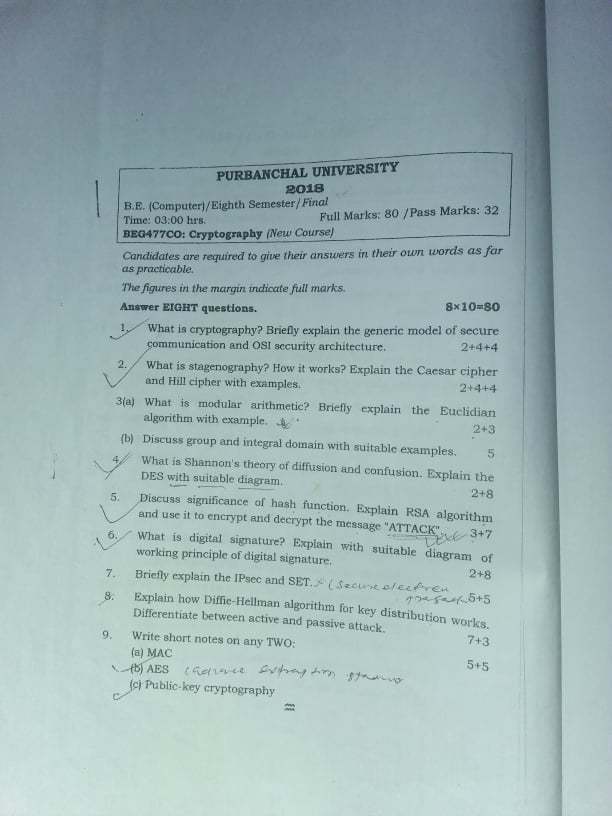 PURBANCHAL UNIVERSITY
2018
B.E. (Computer)/Eighth Semester/Final
Time: 03:00 hrs. Full Marks: 80 /Pass Marks: 32
BEG477CO: Cryptography (New Course)
Candidates are required to give their answers in their own words as far
as practicable.
The figures in the margin indicate full marks.
Answer EIGHT questions. 8×10=80
1. What is cryptography? Briefly explain the generic model of secure
communication and OSI security architecture. 2+4+4
2. What is stagenography? How it works? Explain the Caesar cipher
and Hill cipher with examples. 2+4+4
3(a) What is modular arithmetic? Briefly explain the Euclidian
algorithm with example. 2+3
(b) Discuss group and integral domain with suitable examples. 5
4. What is Shannon's theory of diffusion and confusion. Explain the
DES with suitable diagram. 2+8
5. Discuss significance of hash function. Explain RSA algorithm
and use it to encrypt and decrypt the message "ATTACK". 3+7
6. What is digital signature? Explain with suitable diagram of
working principle of digital signature. 2+8
7. Briefly explain the IPsec and SET. (secure electron 5+5
8. Explain how Diffie-Hellman algorithm for key distribution works.
Differentiate between active and passive attack. 7+3
9. Write short notes on any TWO: 5+5
(a) MAC
(b) AES
(c) Public-key cryptography